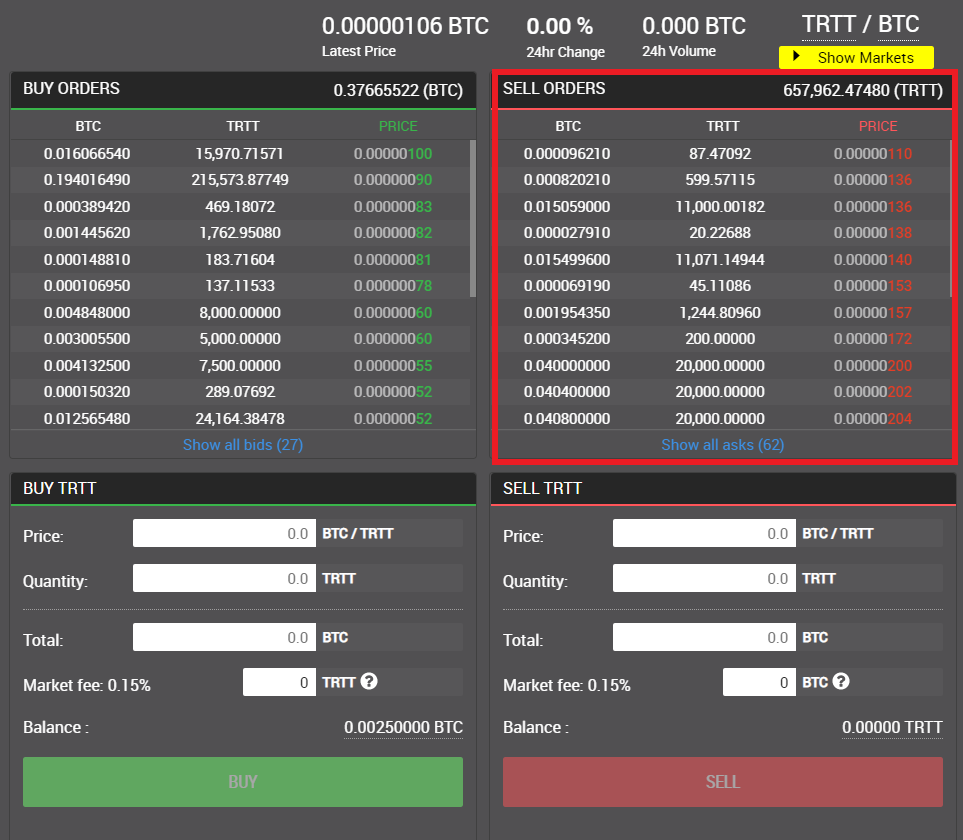 0.00000106 BTC 0.00 % 0.000 BTC TRTT / BTC
Latest Price 24hr Change 24h Volume Show Markets
BUY ORDERS 0.37665522 (BTC)
BTC TRTT PRICE
0.016066540 15,970.71571 0.00000100
0.194016490 215,573.87749 0.00000090
0.000389420 469.18072 0.00000083
0.001445620 1,762.95080 0.00000082
0.000148810 183.71604 0.00000081
0.000106950 137.11533 0.00000078
0.004848000 8,000.00000 0.00000060
0.003005500 5,000.00000 0.00000060
0.004132500 7,500.00000 0.00000055
0.000150320 289.07692 0.00000052
0.012565480 24,164.38478 0.00000052
Show all bids (27)
SELL ORDERS 657,962.47480 (TRTT)
BTC TRTT PRICE
0.000096210 87.47092 0.00000110
0.000820210 599.57115 0.00000136
0.015059000 11,000.00182 0.00000136
0.000027910 20.22688 0.00000138
0.015499600 11,071.14944 0.00000140
0.000069190 45.11086 0.00000153
0.001954350 1,244.80960 0.00000157
0.000345200 200.00000 0.00000172
0.040000000 20,000.00000 0.00000200
0.040400000 20,000.00000 0.00000202
0.040800000 20,000.00000 0.00000204
Show all asks (62)
BUY TRTT
Price: 0.0 BTC / TRTT
Quantity: 0.0 TRTT
Total: 0.0 BTC
Market fee: 0.15% 0 TRTT ?
Balance : 0.00250000 BTC
BUY
SELL TRTT
Price: 0.0 BTC / TRTT
Quantity: 0.0 TRTT
Total: 0.0 BTC
Market fee: 0.15% 0 BTC ?
Balance : 0.00000 TRTT
SELL